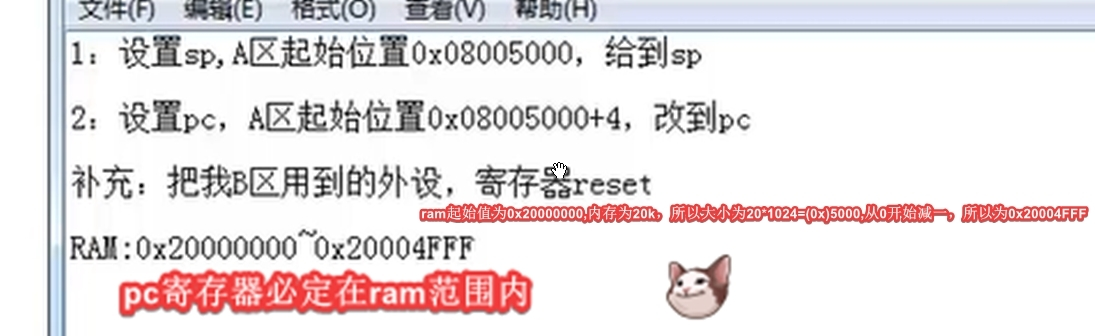 文件(F) 编辑(E) 格式(O) 查看(V) 帮助(H)
1：设置sp,A区起始位置0x08005000，给到sp
2：设置pc，A区起始位置0x08005000+4，改到pc
补充：把我B区用到的外设，寄存器reset
ram起始值为0x20000000,内存为20k，所以大小为20*1024=(0x)5000,从0开始减一，所以为0x20004FFF
RAM:0x20000000~0x20004FFF
pc寄存器必定在ram范围内